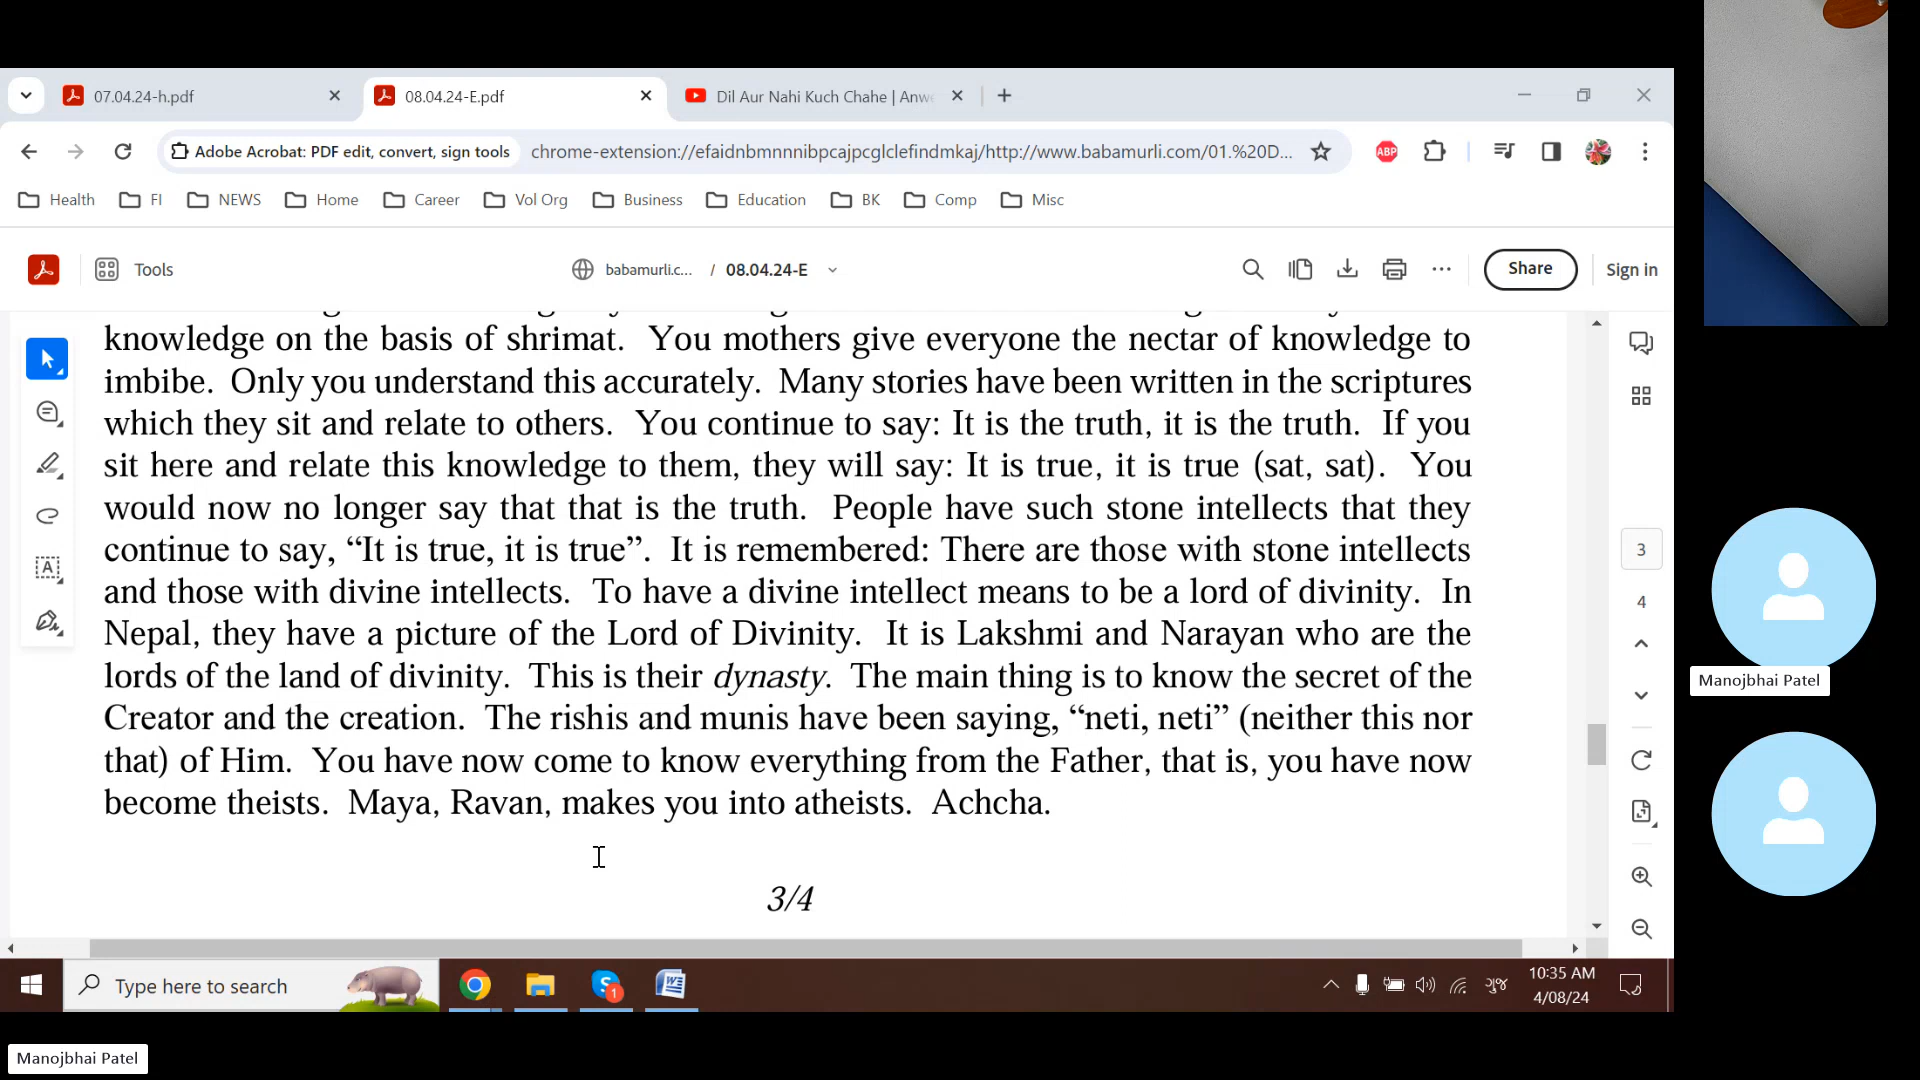 07.04.24-h.pdf
08.04.24-E.pdf
Dil Aur Nahi Kuch Chahe | Anw
Adobe Acrobat: PDF edit, convert, sign tools
chrome-extension://efaidnbmnnnibpcajpcglclefindmkaj/http://www.babamurli.com/01.%20D...
ABP
Health
FI
NEWS
Home
Career
Vol Org
Business
Education
BK
Comp
Misc
Tools
babamurli.c... / 08.04.24-E
Share
Sign in
knowledge on the basis of shrimat. You mothers give everyone the nectar of knowledge to
imbibe. Only you understand this accurately. Many stories have been written in the scriptures
which they sit and relate to others. You continue to say: It is the truth, it is the truth. If you
sit here and relate this knowledge to them, they will say: It is true, it is true (sat, sat). You
would now no longer say that that is the truth. People have such stone intellects that they
continue to say, “It is true, it is true”. It is remembered: There are those with stone intellects
and those with divine intellects. To have a divine intellect means to be a lord of divinity. In
Nepal, they have a picture of the Lord of Divinity. It is Lakshmi and Narayan who are the
lords of the land of divinity. This is their dynasty. The main thing is to know the secret of the
Creator and the creation. The rishis and munis have been saying, “neti, neti” (neither this nor
that) of Him. You have now come to know everything from the Father, that is, you have now
become theists. Maya, Ravan, makes you into atheists. Achcha.
3/4
3
4
Manojbhai Patel
Type here to search
1
ગુજ
10:35 AM
4/08/24
Manojbhai Patel